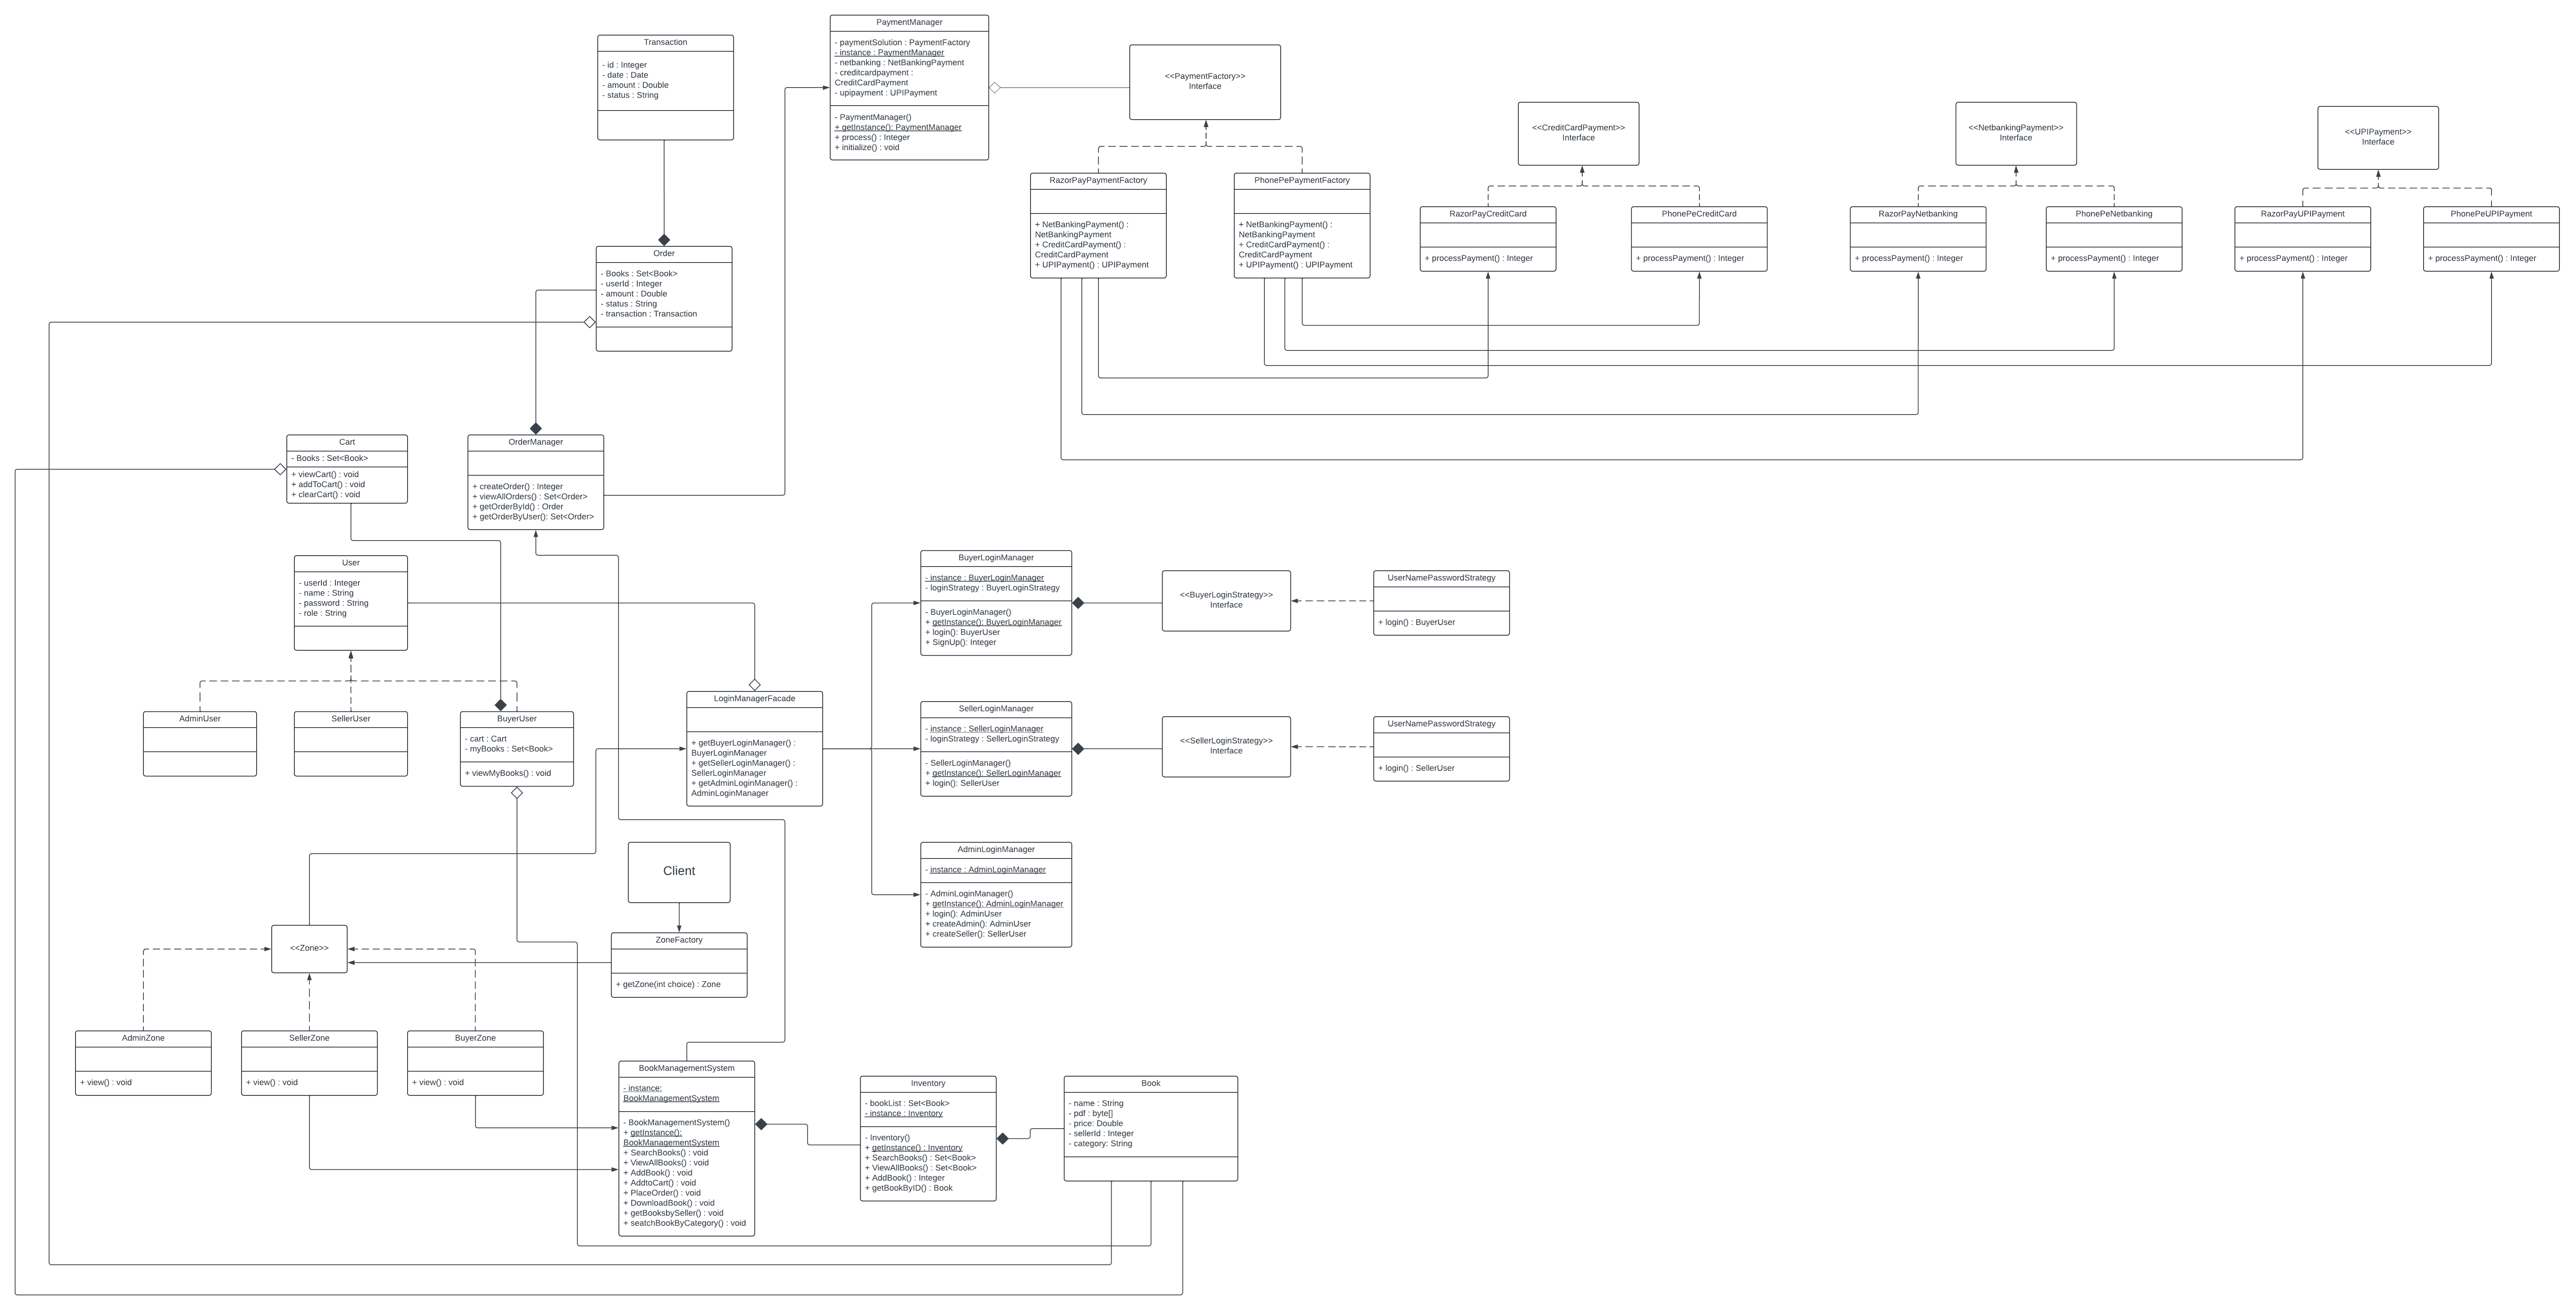 PaymentManager
- paymentSolution : PaymentFactory
- instance : PaymentManager
- netbanking : NetBankingPayment
- creditcardpayment :
CreditCardPayment
- upipayment : UPIPayment
- PaymentManager()
+ getInstance(): PaymentManager
+ process() : Integer
+ initialize() : void
Transaction
- id : Integer
- date : Date
- amount : Double
- status : String
<<PaymentFactory>>
Interface
<<CreditCardPayment>>
Interface
<<NetbankingPayment>>
Interface
<<UPIPayment>>
Interface
RazorPayPaymentFactory
+ NetBankingPayment() :
NetBankingPayment
+ CreditCardPayment() :
CreditCardPayment
+ UPIPayment() : UPIPayment
PhonePePaymentFactory
+ NetBankingPayment() :
NetBankingPayment
+ CreditCardPayment() :
CreditCardPayment
+ UPIPayment() : UPIPayment
RazorPayCreditCard
+ processPayment() : Integer
PhonePeCreditCard
+ processPayment() : Integer
RazorPayNetbanking
+ processPayment() : Integer
PhonePeNetbanking
+ processPayment() : Integer
RazorPayUPIPayment
+ processPayment() : Integer
PhonePeUPIPayment
+ processPayment() : Integer
Order
- Books : Set<Book>
- userId : Integer
- amount : Double
- status : String
- transaction : Transaction
Cart
- Books : Set<Book>
+ viewCart() : void
+ addToCart() : void
+ clearCart() : void
OrderManager
+ createOrder() : Integer
+ viewAllOrders() : Set<Order>
+ getOrderById() : Order
+ getOrderByUser(): Set<Order>
User
- userId : Integer
- name : String
- password : String
- role : String
BuyerLoginManager
- instance : BuyerLoginManager
- loginStrategy : BuyerLoginStrategy
- BuyerLoginManager()
+ getInstance(): BuyerLoginManager
+ login(): BuyerUser
+ SignUp(): Integer
<<BuyerLoginStrategy>>
Interface
UserNamePasswordStrategy
+ login() : BuyerUser
AdminUser
SellerUser
BuyerUser
- cart : Cart
- myBooks : Set<Book>
+ viewMyBooks() : void
LoginManagerFacade
+ getBuyerLoginManager() :
BuyerLoginManager
+ getSellerLoginManager() :
SellerLoginManager
+ getAdminLoginManager() :
AdminLoginManager
SellerLoginManager
- instance : SellerLoginManager
- loginStrategy : SellerLoginStrategy
- SellerLoginManager()
+ getInstance(): SellerLoginManager
+ login(): SellerUser
<<SellerLoginStrategy>>
Interface
UserNamePasswordStrategy
+ login() : SellerUser
Client
AdminLoginManager
- instance : AdminLoginManager
- AdminLoginManager()
+ getInstance(): AdminLoginManager
+ login(): AdminUser
+ createAdmin(): AdminUser
+ createSeller(): SellerUser
<<Zone>>
ZoneFactory
+ getZone(int choice) : Zone
AdminZone
+ view() : void
SellerZone
+ view() : void
BuyerZone
+ view() : void
BookManagementSystem
- instance:
BookManagementSystem
- BookManagementSystem()
+ getInstance():
BookManagementSystem
+ SearchBooks() : void
+ ViewAllBooks() : void
+ AddBook() : void
+ AddtoCart() : void
+ PlaceOrder() : void
+ DownloadBook() : void
+ getBooksbySeller() : void
+ seatchBookByCategory() : void
Inventory
- bookList : Set<Book>
- instance : Inventory
- Inventory()
+ getInstance() : Inventory
+ SearchBooks() : Set<Book>
+ ViewAllBooks() : Set<Book>
+ AddBook() : Integer
+ getBookByID() : Book
Book
- name : String
- pdf : byte[]
- price: Double
- sellerId : Integer
- category: String